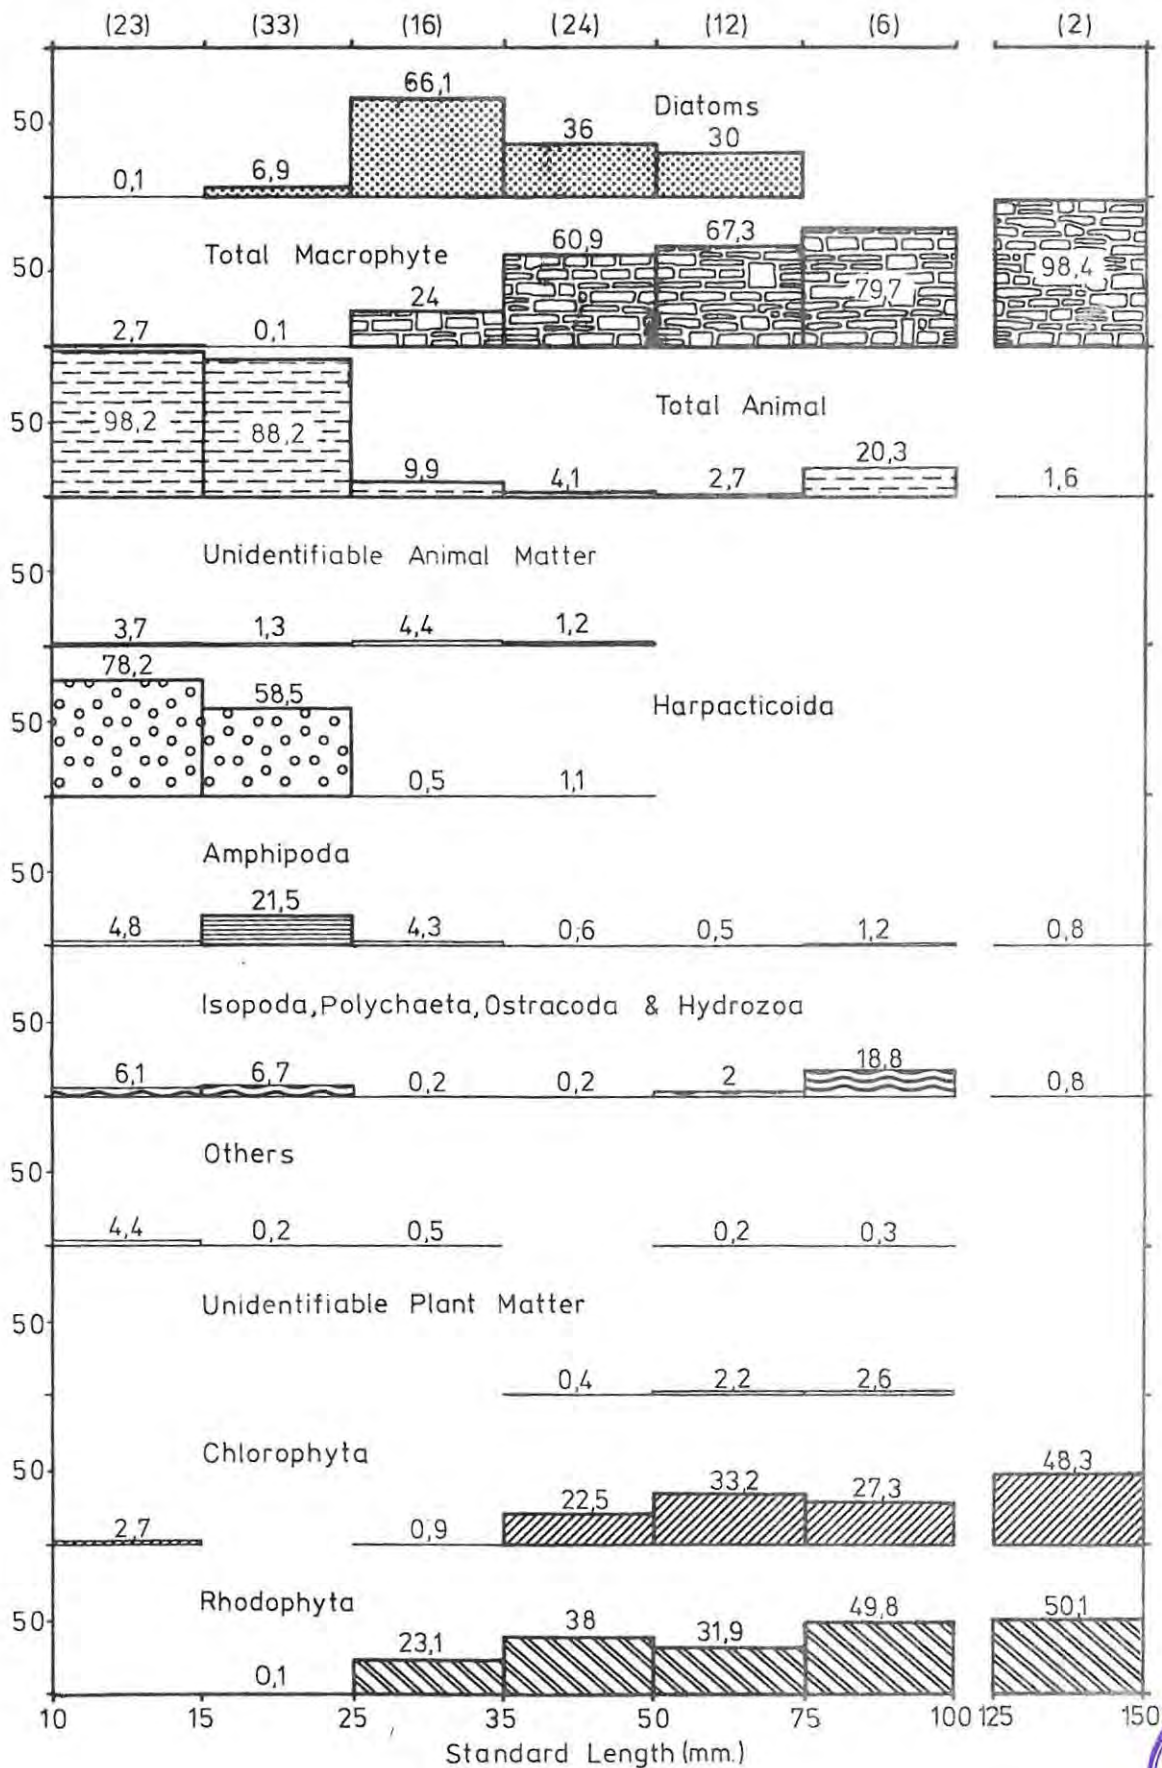 (23) (33) (16) (24) (12) (6) (2)
66,1
Diatoms
50
36 30
0,1 6,9
Total Macrophyte
60,9 67,3
50
98,4
79,7
24
2,7 0,1
Total Animal
50
98,2 88,2
20,3
9,9 4,1 2,7 1,6
Unidentifiable Animal Matter
50
3,7 1,3 4,4 1,2
78,2
58,5
Harpacticoida
50
0,5 1,1
Amphipoda
50
21,5
4,8 4,3 0,6 0,5 1,2 0,8
Isopoda, Polychaeta, Ostracoda & Hydrozoa
50
18,8
6,1 6,7 0,2 0,2 2 0,8
Others
50
4,4 0,2 0,5 0,2 0,3
Unidentifiable Plant Matter
50
0,4 2,2 2,6
Chlorophyta
50
48,3
33,2 27,3
22,5
2,7 0,9
Rhodophyta
50
49,8 50,1
38
23,1 31,9
0,1
10 15 25 35 50 75 100 125 150
Standard Length (mm.)